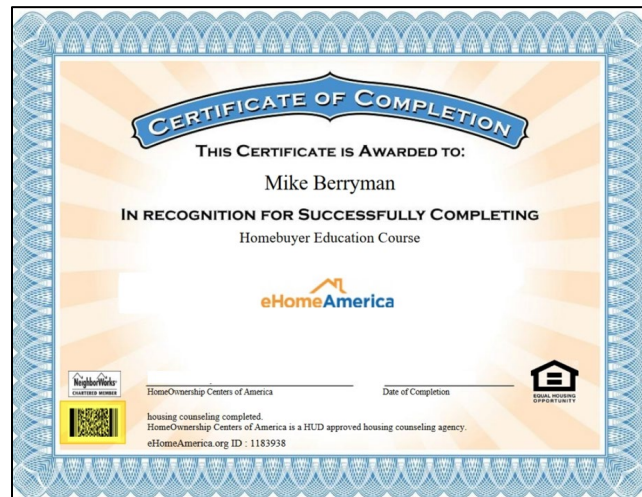 CERTIFICATE OF COMPLETION
THIS CERTIFICATE IS AWARDED TO:
Mike Berryman
IN RECOGNITION FOR SUCCESSFULLY COMPLETING
Homebuyer Education Course
eHomeAmerica
NeighborWorks®
CHARTERED MEMBER
HomeOwnership Centers of America
Date of Completion
EQUAL HOUSING
OPPORTUNITY
housing counseling completed.
HomeOwnership Centers of America is a HUD approved housing counseling agency.
eHomeAmerica.org ID : 1183938